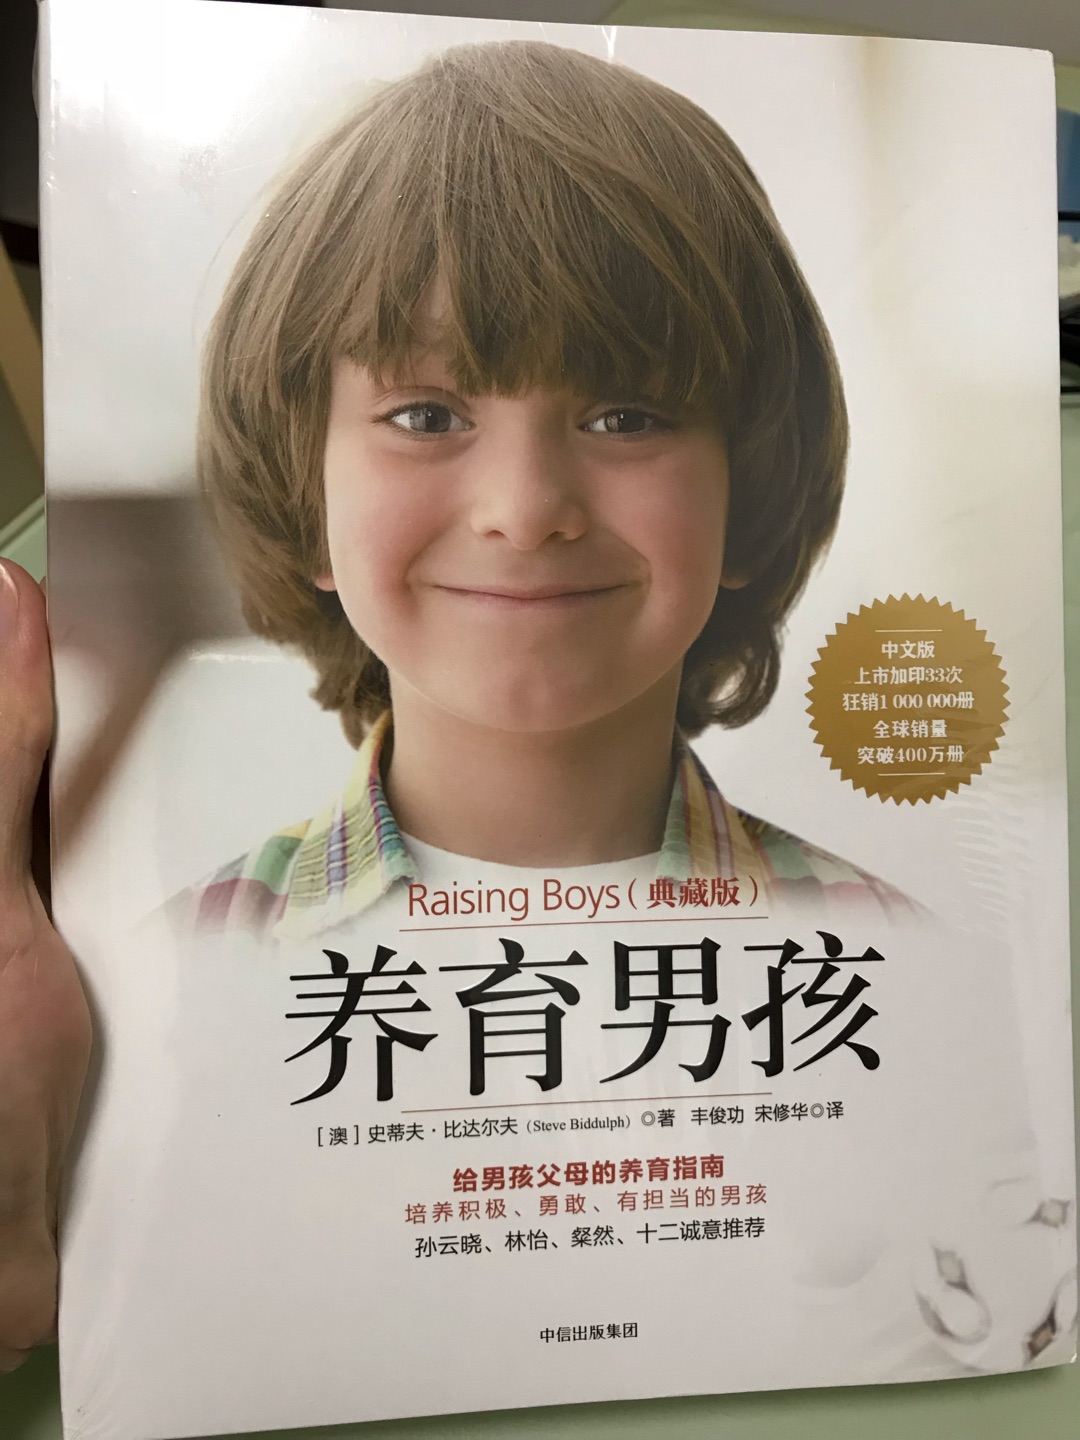 中文版
上市加印33次
狂销1 000 000册
全球销量
突破400万册
Raising Boys（典藏版）
养育男孩
［澳］史蒂夫·比达尔夫（Steve Biddulph）◎著 丰俊功 宋修华◎译
给男孩父母的养育指南
培养积极、勇敢、有担当的男孩
孙云晓、林怡、粲然、十二诚意推荐
中信出版集团